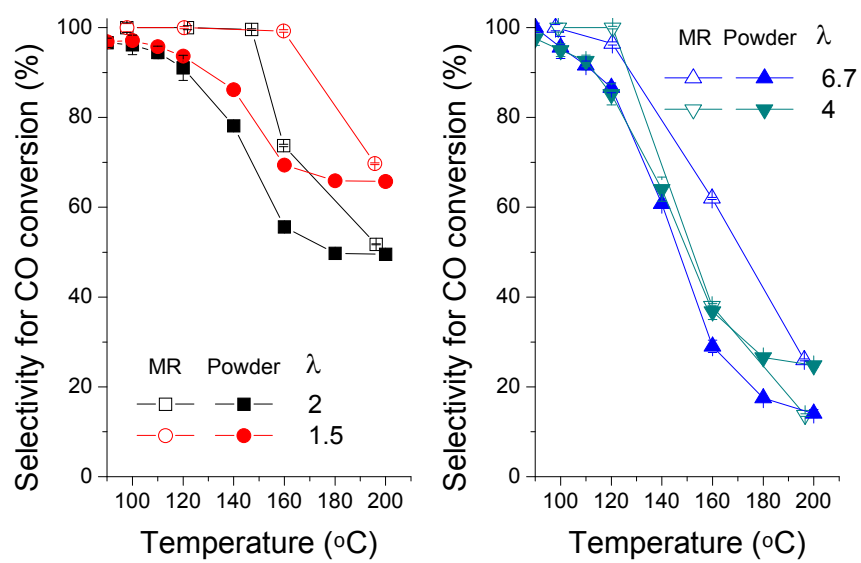 Selectivity for CO conversion (%)
100
80
60
40
20
0
MR Powder λ
2
1.5
100 120 140 160 180 200
Temperature (oC)
Selectivity for CO conversion (%)
100
80
60
40
20
0
MR Powder λ
6.7
4
100 120 140 160 180 200
Temperature (oC)